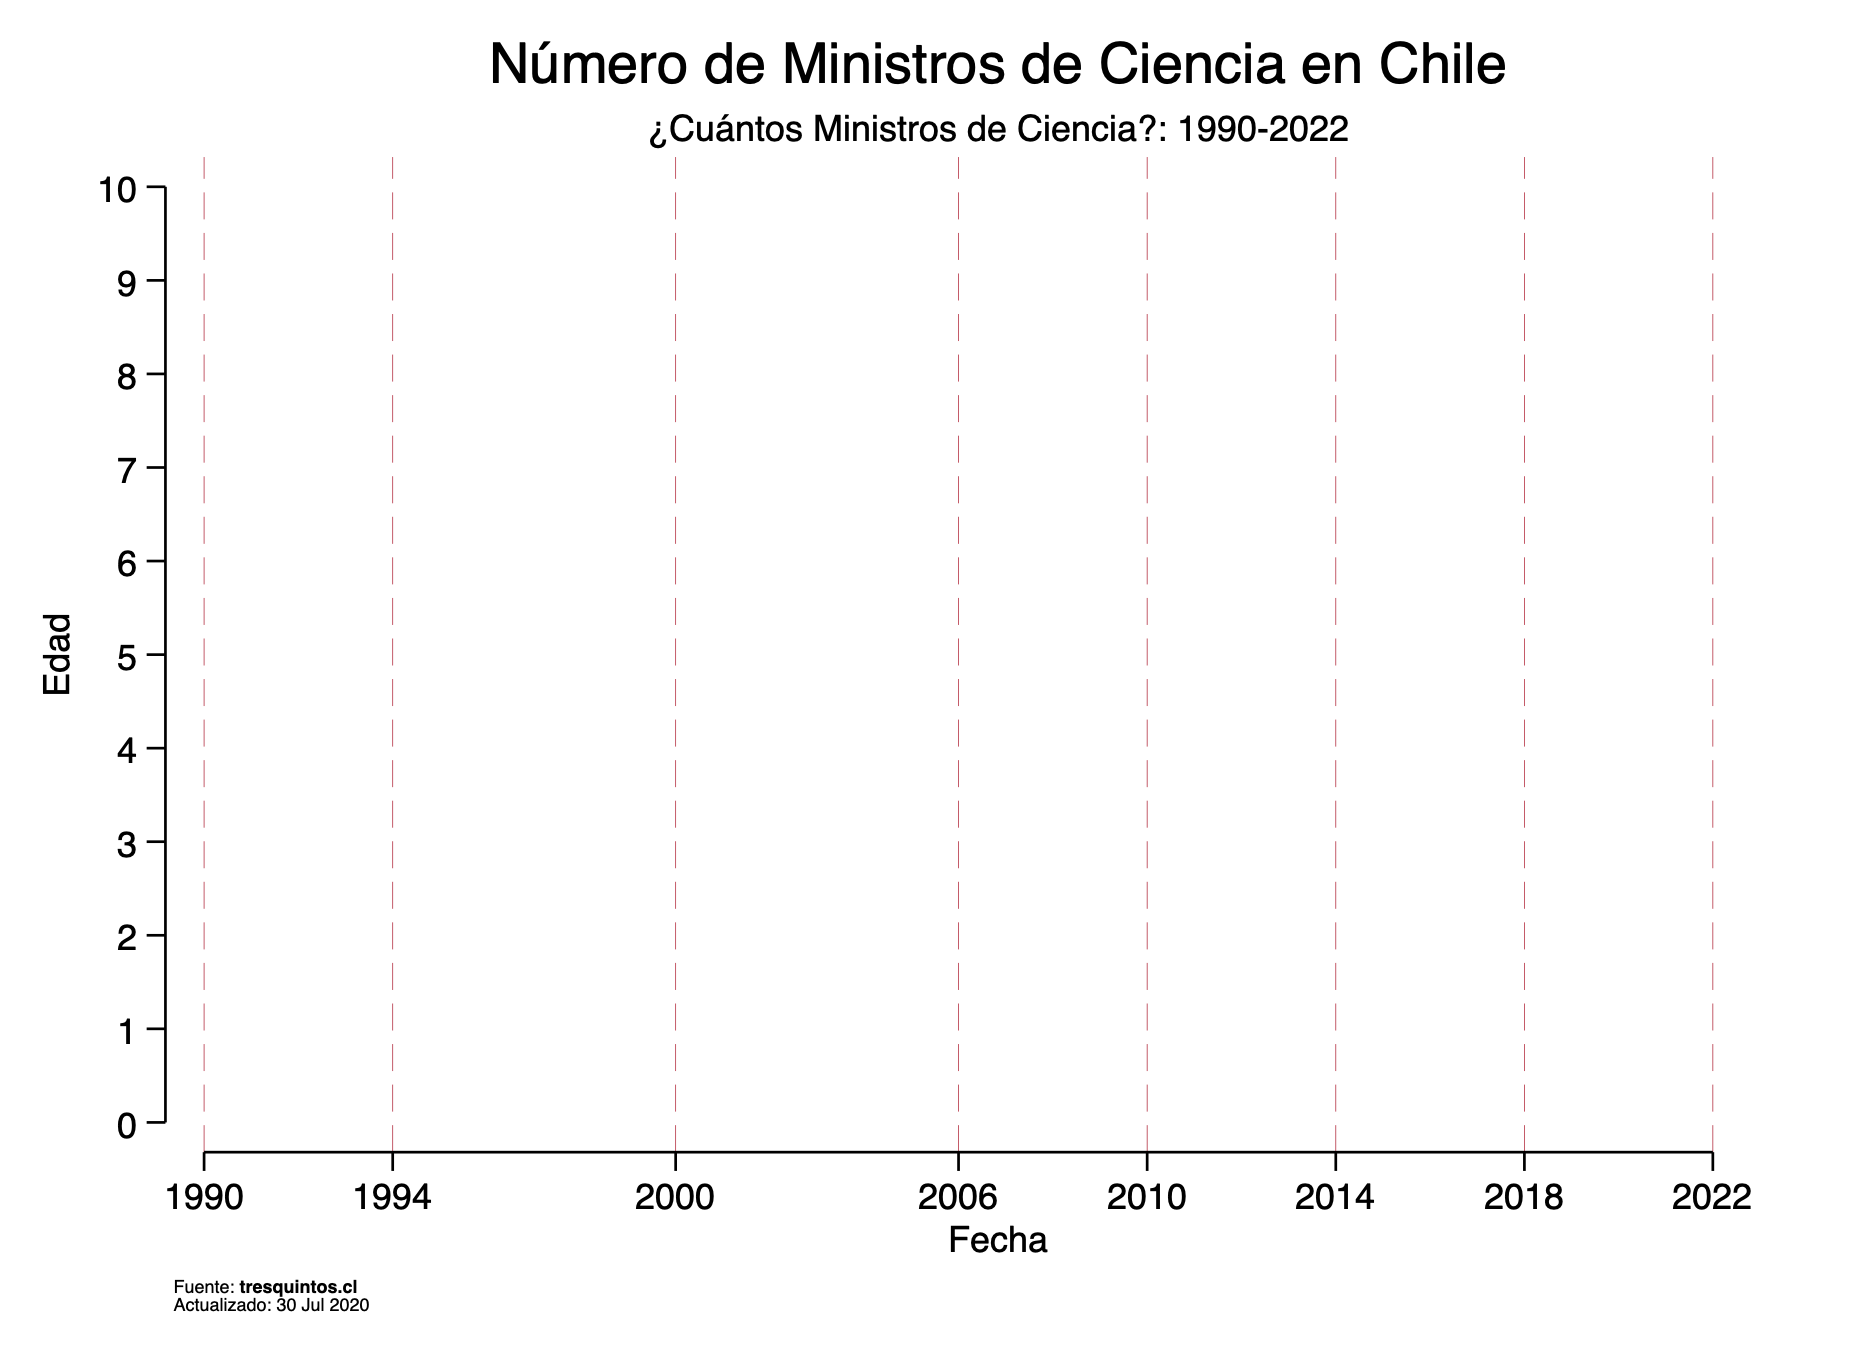 Número de Ministros de Ciencia en Chile
¿Cuántos Ministros de Ciencia?: 1990-2022
10
9
8
7
6
5
4
3
2
1
0
Edad
1990 1994 2000 2006 2010 2014 2018 2022
Fecha
Fuente: tresquintos.cl
Actualizado: 30 Jul 2020